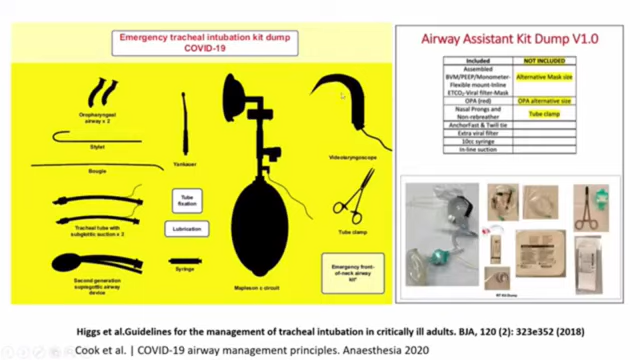 Emergency tracheal intubation kit dump
COVID-19
Oropharyngeal
airway x 2
Stylet
Bougie
Tracheal tube with
subglottic suction x 2
Second generation
supraglottic airway
device
Yankauer
Tube
fixation
Lubrication
Syringe
Mapleson c circuit
Videolaryngoscope
Tube clamp
Emergency front-
of-neck airway
kit*
Airway Assistant Kit Dump V1.0
Included
NOT INCLUDED
Assembled
BVM/PEEP/Monometer-
Flexible mount-Inline
ETCO2-Viral filter-Mask
Alternative Mask size
OPA (red)
OPA alternative size
Nasal Prongs and
Non-rebreather
Tube clamp
AnchorFast & Twill tie
Extra viral filter
10cc syringe
In-line suction
RT Kit Dump
Higgs et al.Guidelines for the management of tracheal intubation in critically ill adults. BJA, 120 (2): 323e352 (2018)
Cook et al. | COVID-19 airway management principles. Anaesthesia 2020